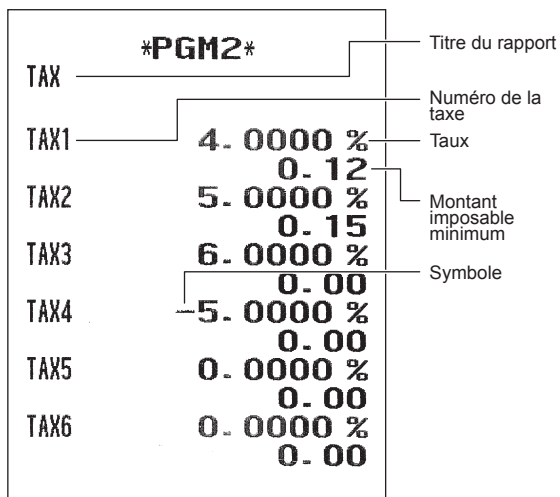 *PGM2*
Titre du rapport
TAX
Numéro de la
taxe
TAX1 4.0000 % Taux
0.12
Montant
imposable
minimum
TAX2 5.0000 %
0.15
TAX3 6.0000 %
0.00
Symbole
TAX4 -5.0000 %
0.00
TAX5 0.0000 %
0.00
TAX6 0.0000 %
0.00